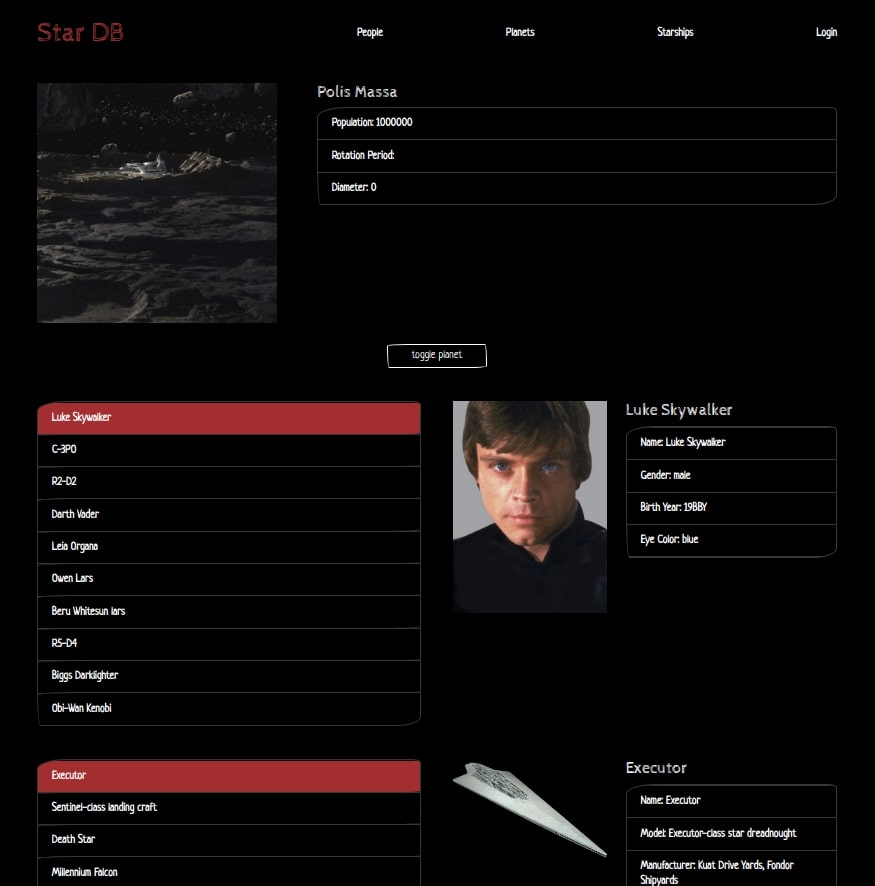 Star DB
People
Planets
Starships
Login
Polis Massa
Population: 1000000
Rotation Period:
Diameter: 0
toggle planet
Luke Skywalker
C-3PO
R2-D2
Darth Vader
Leia Organa
Owen Lars
Beru Whitesun lars
R5-D4
Biggs Darklighter
Obi-Wan Kenobi
Luke Skywalker
Name: Luke Skywalker
Gender: male
Birth Year: 19BBY
Eye Color: blue
Executor
Sentinel-class landing craft
Death Star
Millennium Falcon
Executor
Name: Executor
Model: Executor-class star dreadnought
Manufacturer: Kuat Drive Yards, Fondor
Shipyards